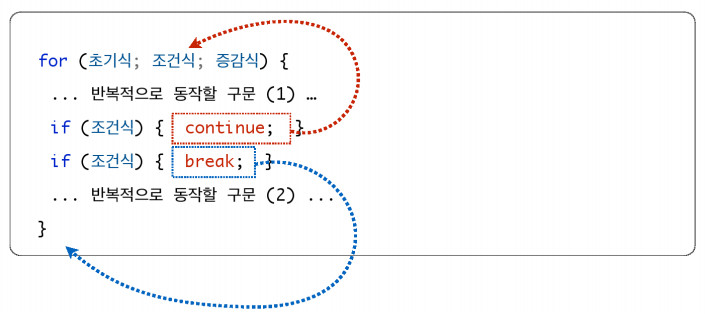 for (초기식; 조건식; 증감식) {
... 반복적으로 동작할 구문 (1) …
if (조건식) { continue; }
if (조건식) { break; }
... 반복적으로 동작할 구문 (2) ...
}